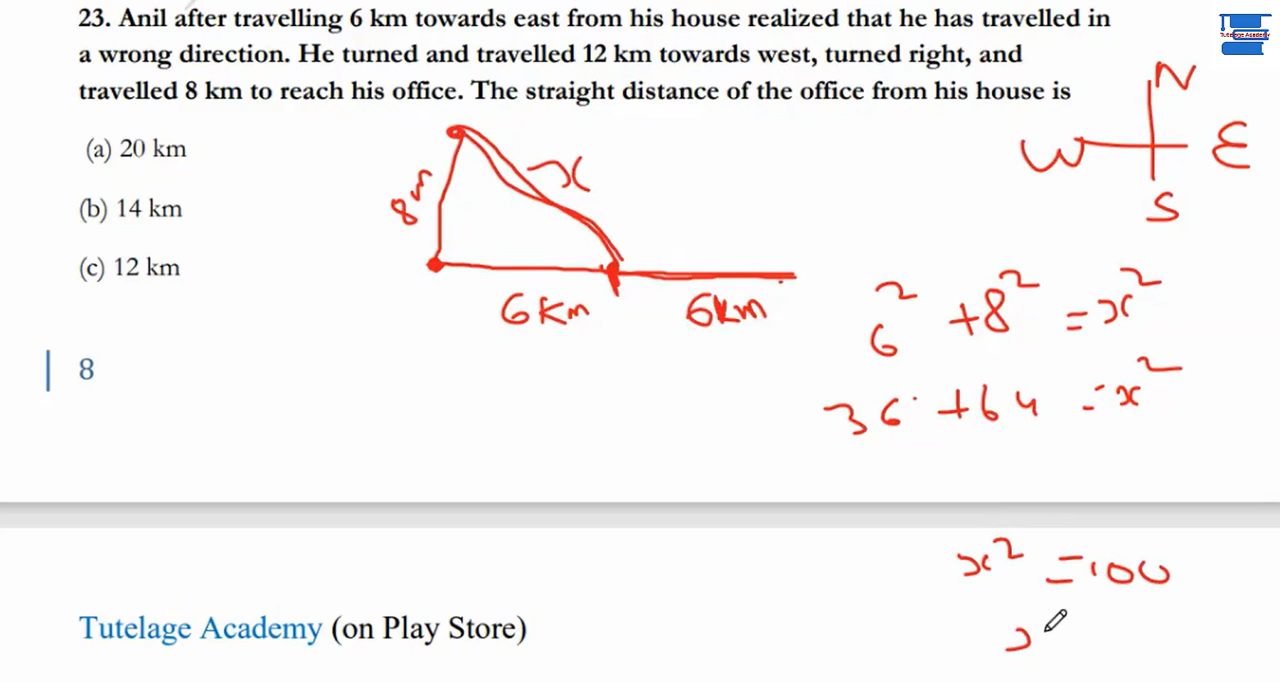 23. Anil after travelling 6 km towards east from his house realized that he has travelled in
a wrong direction. He turned and travelled 12 km towards west, turned right, and
travelled 8 km to reach his office. The straight distance of the office from his house is
Tutelage Academy
N
W E
S
(a) 20 km
(b) 14 km
(c) 12 km
8m
x
6Km 6km
6² + 8² = x²
36 + 64 = x²
8
x² = 100
Tutelage Academy (on Play Store)